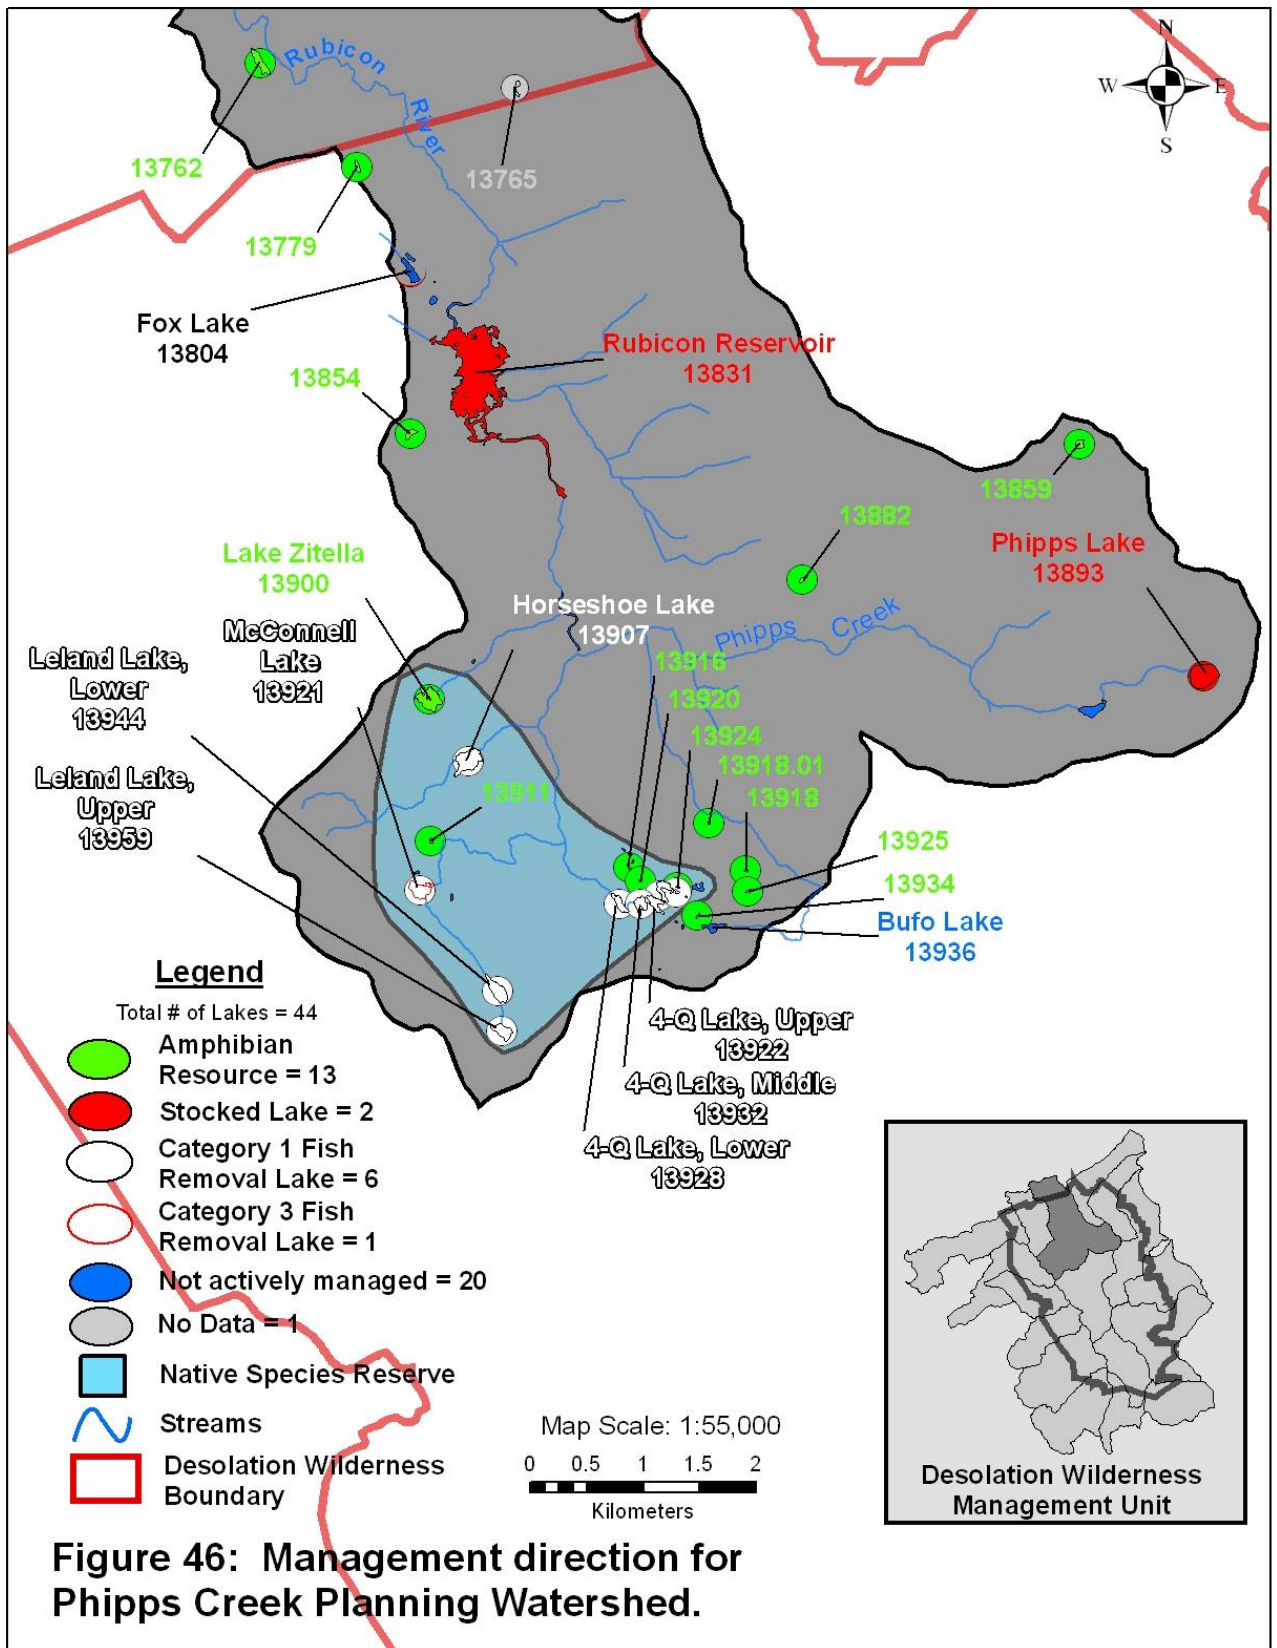 N
W
E
S
Rubicon
River
13762
13765
13779
Fox Lake
13804
Rubicon Reservoir
13831
13854
13859
13882
Phipps Lake
13893
Lake Zitella
13900
Horseshoe Lake
13907
Phipps Creek
McConnell
Lake
13921
Leland Lake,
Lower
13944
13916
13920
13924
13918.01
13918
Leland Lake,
Upper
13959
13911
13925
13934
Bufo Lake
13936
4-Q Lake, Upper
13922
4-Q Lake, Middle
13932
4-Q Lake, Lower
13928
Legend
Total # of Lakes = 44
Amphibian
Resource = 13
Stocked Lake = 2
Category 1 Fish
Removal Lake = 6
Category 3 Fish
Removal Lake = 1
Not actively managed = 20
No Data = 1
Native Species Reserve
Streams
Desolation Wilderness
Boundary
Map Scale: 1:55,000
0 0.5 1 1.5 2
Kilometers
Desolation Wilderness
Management Unit
Figure 46: Management direction for
Phipps Creek Planning Watershed.